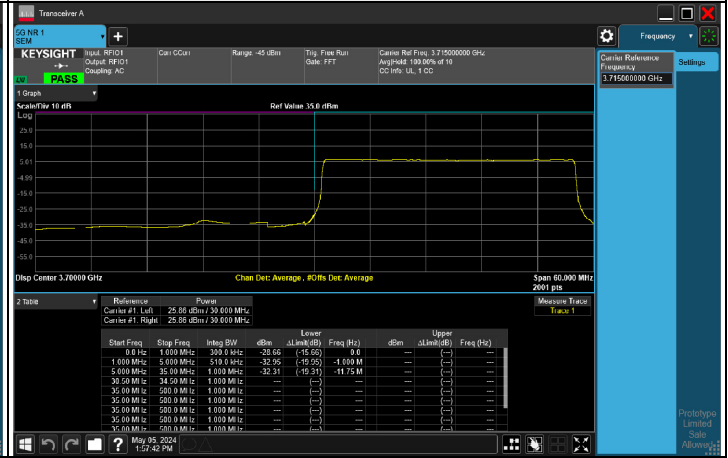 Transceiver A
5G NR 1
SEM
+
Frequency
KEYSIGHT
Input: RFIO1
Output: RFIO1
Coupling: AC
Corr CCorr
Range: -45 dBm
Trig: Free Run
Gate: FFT
Carrier Ref Freq: 3.715000000 GHz
Avg|Hold: 100.00% of 10
CC Info: UL, 1 CC
PASS
Carrier Reference
Frequency
3.715000000 GHz
Settings
1 Graph
Scale/Div 10 dB
Ref Value 35.0 dBm
Log
25.0
15.0
5.01
-4.99
-15.0
-25.0
-35.0
-45.0
-55.0
Disp Center 3.70000 GHz
Chan Det: Average , #Offs Det: Average
Span 60.000 MHz
2001 pts
2 Table
Reference Power
Carrier #1. Left 25.86 dBm / 30.000 MHz
Carrier #1. Right 25.86 dBm / 30.000 MHz
Measure Trace
Trace 1
Lower Upper
Start Freq Stop Freq Integ BW dBm ΔLimit(dB) Freq (Hz) dBm ΔLimit(dB) Freq (Hz)
0.0 Hz 1.000 MHz 300.0 kHz -28.66 (-15.66) 0.0 --- (---) ---
1.000 MHz 5.000 MHz 510.0 kHz -32.95 (-19.95) -1.000 M --- (---) ---
5.000 MHz 35.00 MHz 1.000 MHz -32.31 (-19.31) -11.75 M --- (---) ---
30.50 MHz 34.50 MHz 1.000 MHz --- (---) --- --- (---) ---
35.00 MHz 500.0 MHz 1.000 MHz --- (---) --- --- (---) ---
35.00 MHz 500.0 MHz 1.000 MHz --- (---) --- --- (---) ---
35.00 MHz 500.0 MHz 1.000 MHz --- (---) --- --- (---) ---
35.00 MHz 500.0 MHz 1.000 MHz --- (---) --- --- (---) ---
35.00 MHz 500.0 MHz 1.000 MHz --- (---) --- --- (---) ---
Prototype
Limited
Sale
Allowed
?
May 05, 2024
1:57:42 PM